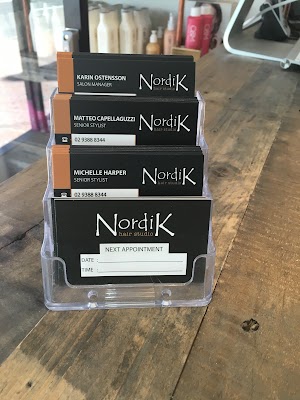 KARIN OSTENSSON
SALON MANAGER
NordiK
hair studio
MATTEO CAPELLAGUZZI
SENIOR STYLIST
NordiK
hair studio
02 9388 8344
MICHELLE HARPER
SENIOR STYLIST
NordiK
hair studio
02 9388 8344
NordiK
hair studio
NEXT APPOINTMENT
DATE :
TIME :